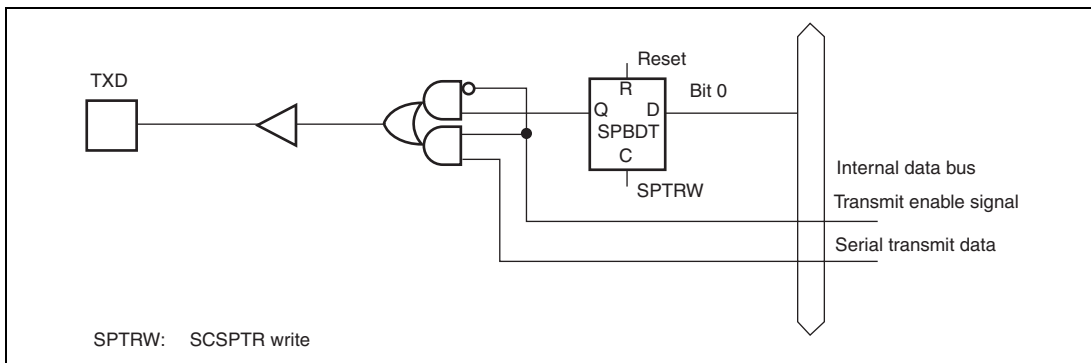 TXD
Reset
R
Bit 0
Q D
SPBDT
C
SPTRW
Internal data bus
Transmit enable signal
Serial transmit data
SPTRW: SCSPTR write